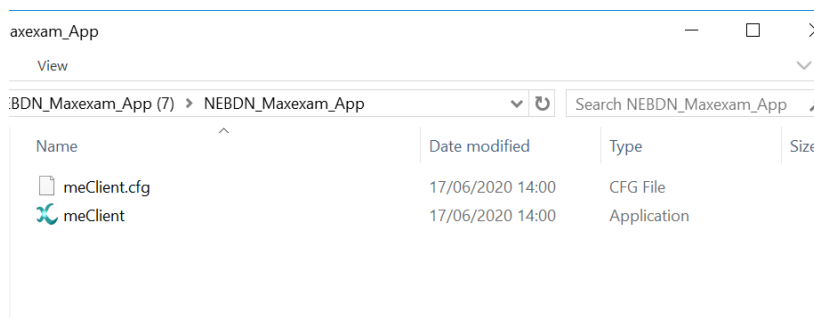 axexam_App
View
EBDN_Maxexam_App (7) > NEBDN_Maxexam_App Search NEBDN_Maxexam_App
Name Date modified Type Size
meClient.cfg 17/06/2020 14:00 CFG File
meClient 17/06/2020 14:00 Application